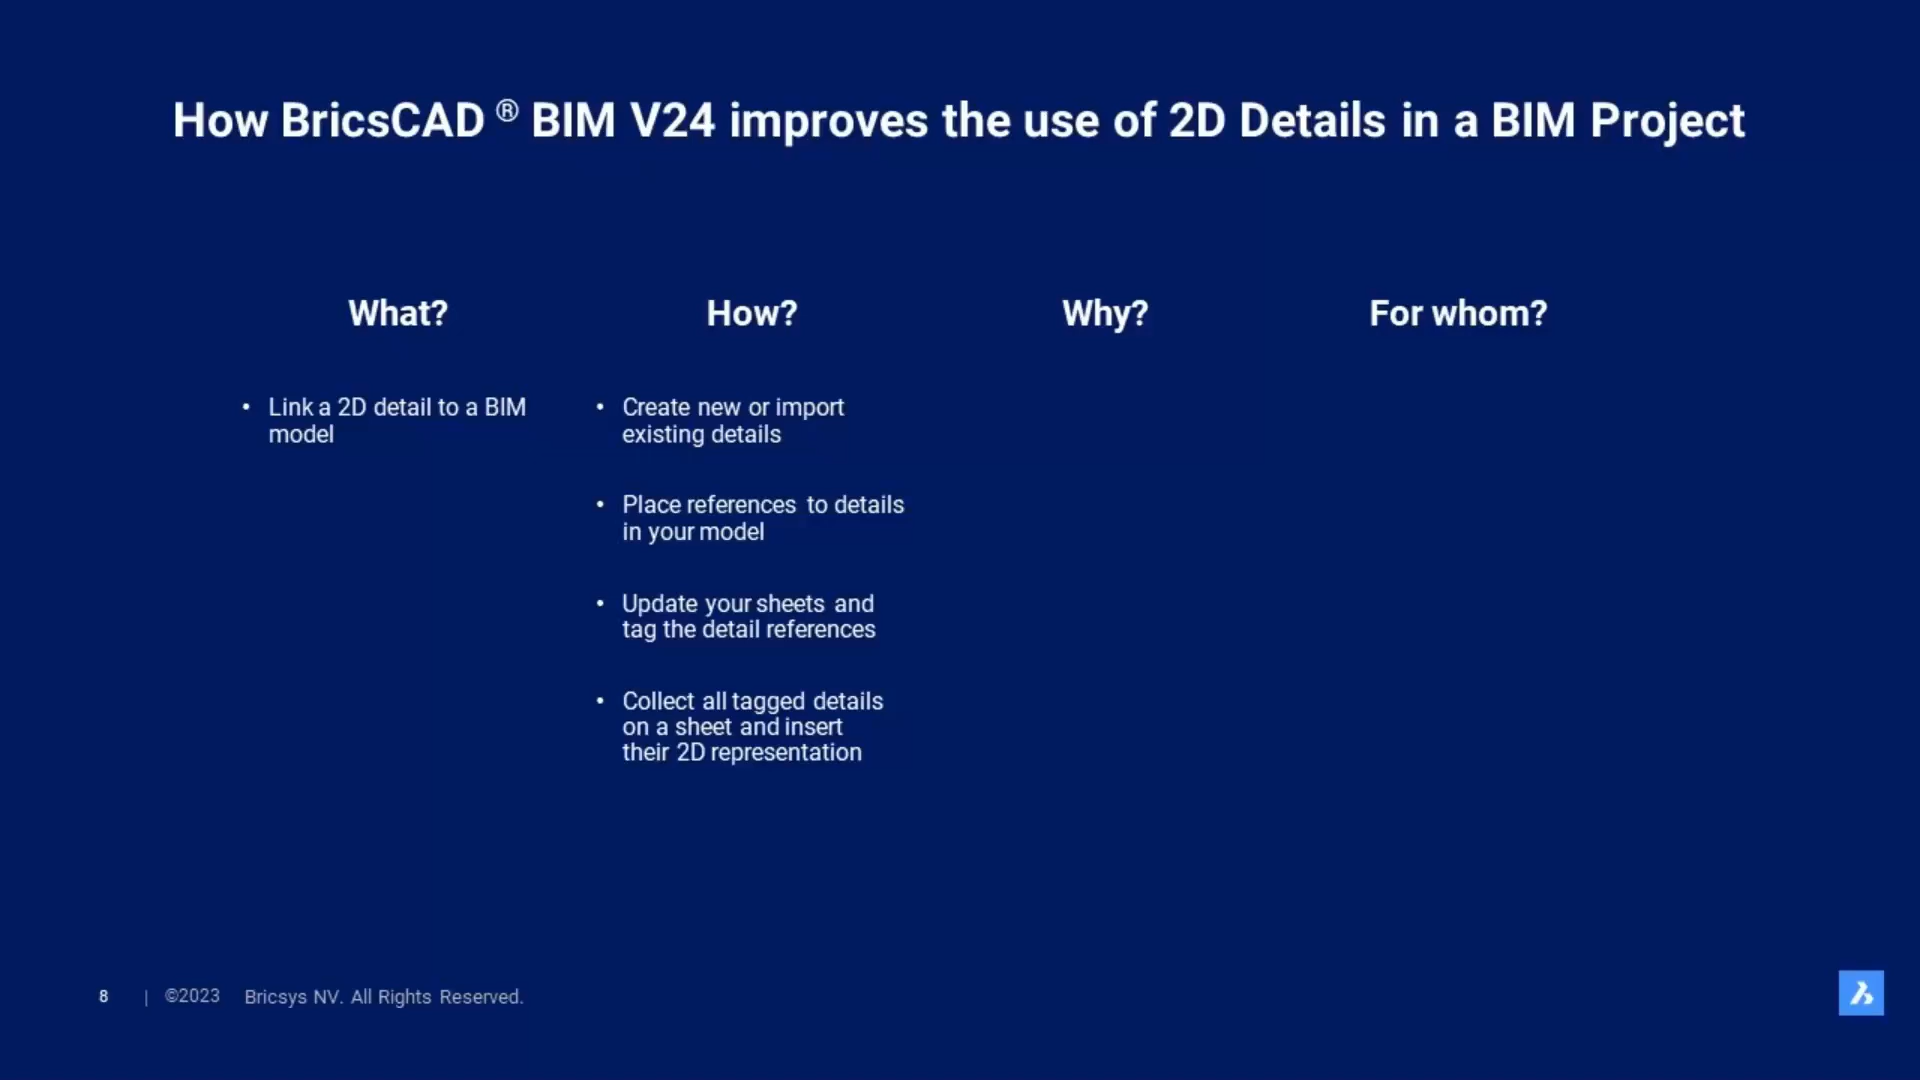 How BricsCAD ® BIM V24 improves the use of 2D Details in a BIM Project
What?
• Link a 2D detail to a BIM
model
How?
• Create new or import
existing details
• Place references to details
in your model
• Update your sheets and
tag the detail references
• Collect all tagged details
on a sheet and insert
their 2D representation
Why?
For whom?
8 | ©2023 Bricsys NV. All Rights Reserved.